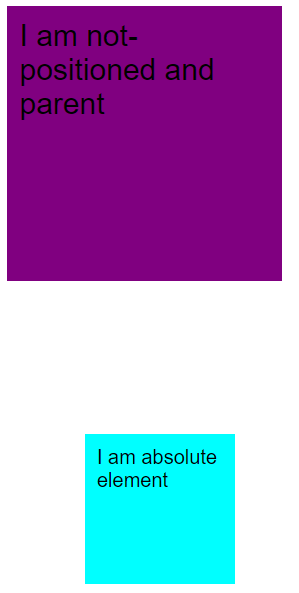 I am not-
positioned and
parent
I am absolute
element